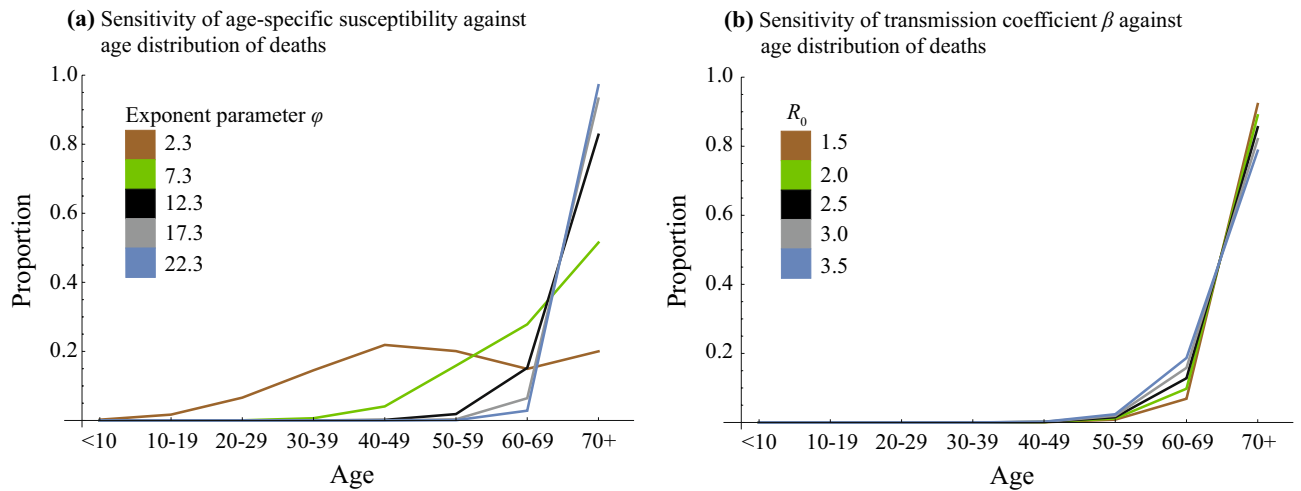 (a) Sensitivity of age-specific susceptibility against
age distribution of deaths
Proportion
1.0
0.8
0.6
0.4
0.2
Exponent parameter φ
2.3
7.3
12.3
17.3
22.3
<10 10-19 20-29 30-39 40-49 50-59 60-69 70+
Age
(b) Sensitivity of transmission coefficient β against
age distribution of deaths
Proportion
1.0
0.8
0.6
0.4
0.2
R0
1.5
2.0
2.5
3.0
3.5
<10 10-19 20-29 30-39 40-49 50-59 60-69 70+
Age